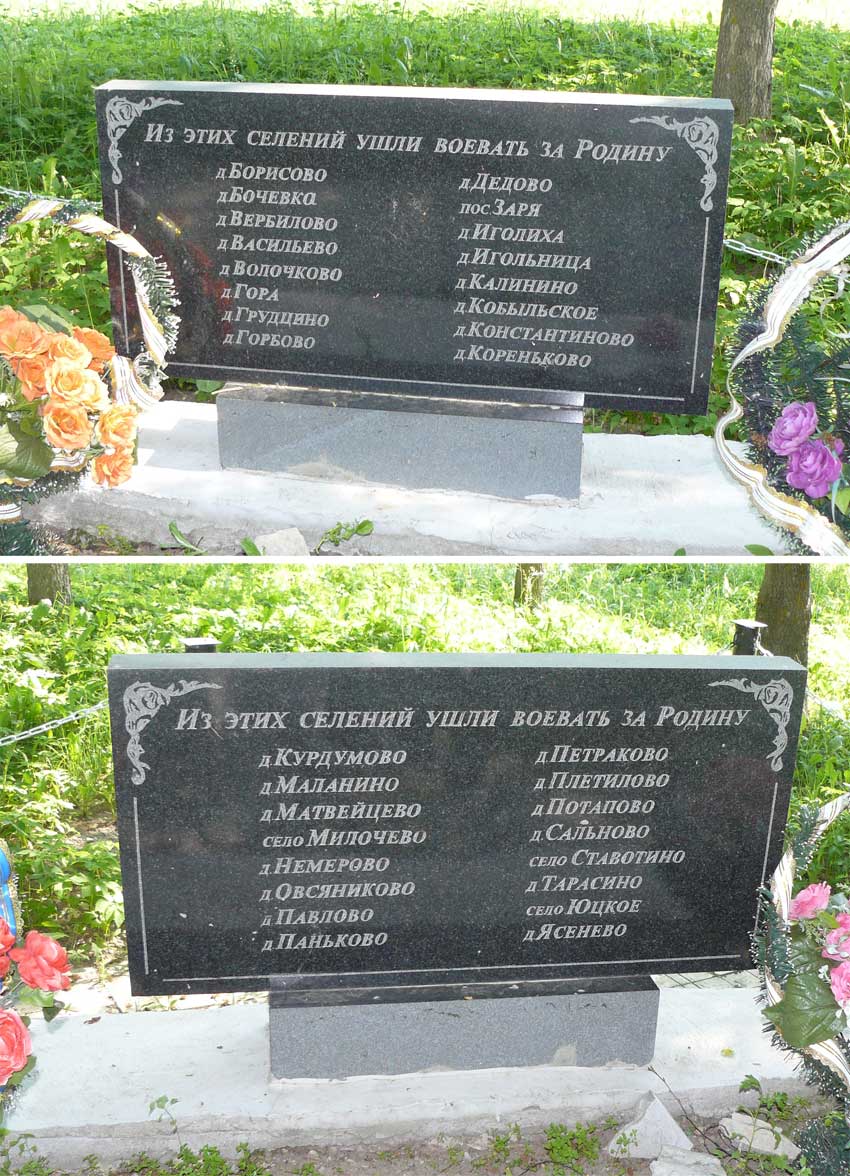 Из этих селений ушли воевать за Родину
д.Борисово
д.Бочевка
д.Вербилово
д.Васильево
д.Волочково
д.Гора
д.Грудцино
д.Горбово
д.Дедово
пос.Заря
д.Иголиха
д.Игольница
д.Калинино
д.Кобыльское
д.Константиново
д.Кореньково
Из этих селений ушли воевать за Родину
д.Курдумово
д.Маланино
д.Матвейцево
село Милочево
д.Немерово
д.Овсяниково
д.Павлово
д.Паньково
д.Петраково
д.Плетилово
д.Потапово
д.Сальново
село Ставотино
д.Тарасино
село Юцкое
д.Ясенево